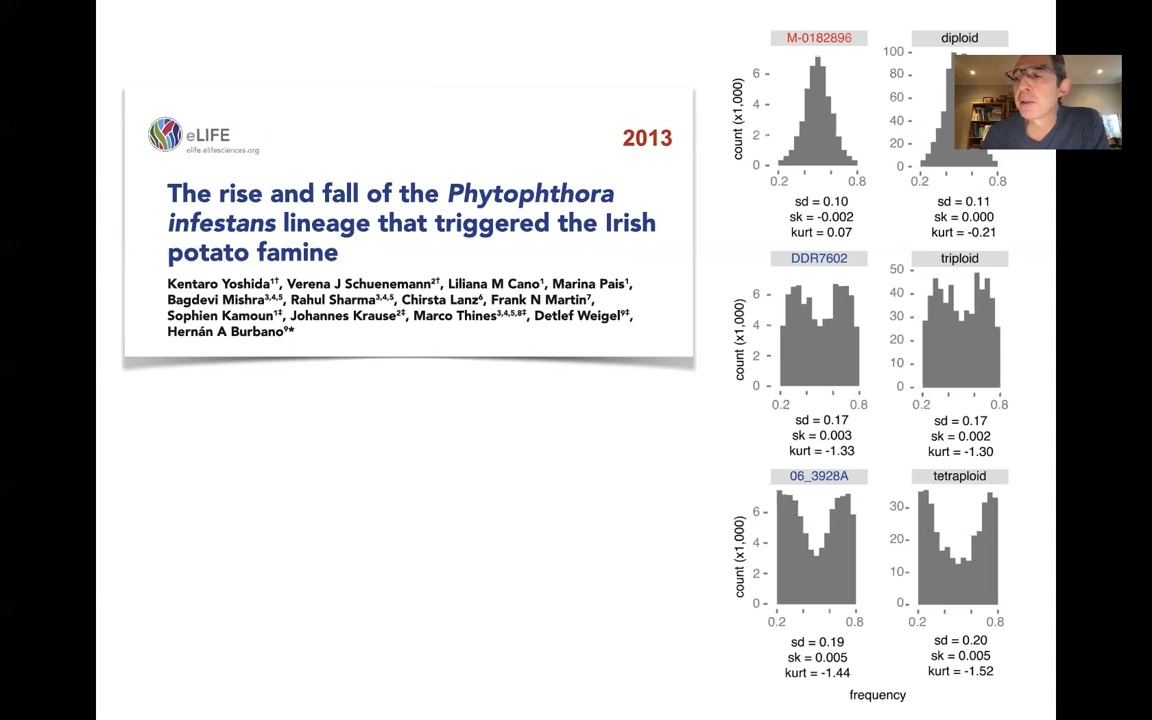 eLIFE
elife.elifesciences.org
2013
The rise and fall of the Phytophthora
infestans lineage that triggered the Irish
potato famine
Kentaro Yoshida1†, Verena J Schuenemann2†, Liliana M Cano1, Marina Pais1,
Bagdevi Mishra3,4,5, Rahul Sharma3,4,5, Chirsta Lanz6, Frank N Martin7,
Sophien Kamoun1‡, Johannes Krause2‡, Marco Thines3,4,5,8‡, Detlef Weigel9‡,
Hernán A Burbano9*
M-0182896
diploid
count (x1,000)
6
4
2
0
100
80
60
40
20
0
0.2
0.8
0.2
0.8
sd = 0.10
sk = -0.002
kurt = 0.07
sd = 0.11
sk = 0.000
kurt = -0.21
DDR7602
triploid
count (x1,000)
6
4
2
0
50
40
30
20
10
0
0.2
0.8
0.2
0.8
sd = 0.17
sk = 0.003
kurt = -1.33
sd = 0.17
sk = 0.002
kurt = -1.30
06_3928A
tetraploid
count (x1,000)
6
4
2
0
30
20
10
0
0.2
0.8
0.2
0.8
sd = 0.19
sk = 0.005
kurt = -1.44
sd = 0.20
sk = 0.005
kurt = -1.52
frequency